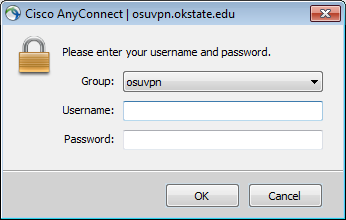 Cisco AnyConnect | osuvpn.okstate.edu
Please enter your username and password.
Group: osuvpn
Username:
Password:
OK Cancel